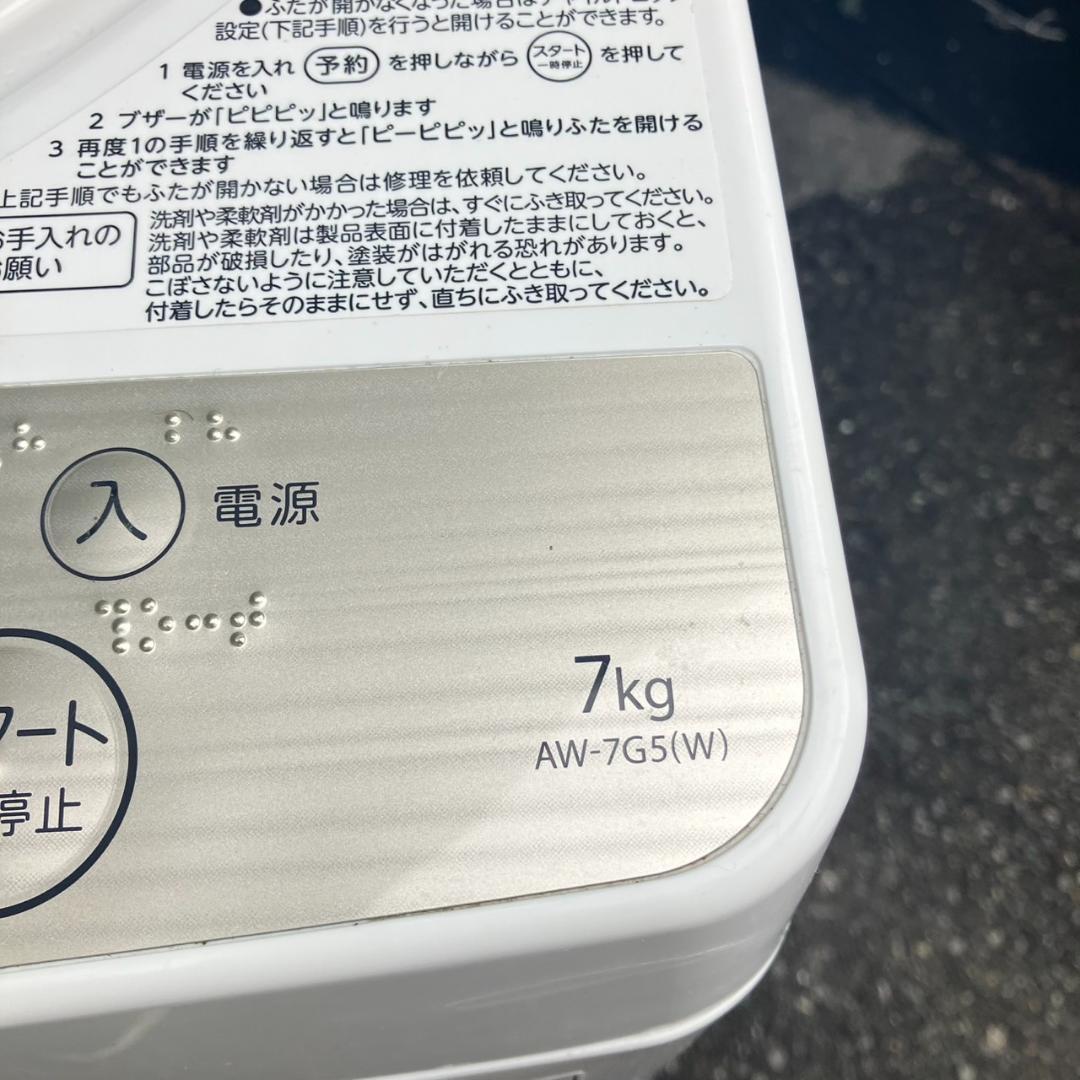 ●ふたが開かなくなった場合はチャイルドロック
設定(下記手順)を行うと開けることができます。
1 電源を入れ 予約 を押しながら スタート 一時停止 を押して
ください
2 ブザーが「ピピピッ」と鳴ります
3 再度1の手順を繰り返すと「ピーピピッ」と鳴りふたを開ける
ことができます
上記手順でもふたが開かない場合は修理を依頼してください。
お手入れの
お願い
洗剤や柔軟剤がかかった場合は、すぐにふき取ってください。
洗剤や柔軟剤は製品表面に付着したままにしておくと、
部品が破損したり、塗装がはがれる恐れがあります。
こぼさないように注意していただくとともに、
付着したらそのままにせず、直ちにふき取ってください。
入 電源
ート
停止
7kg
AW-7G5(W)